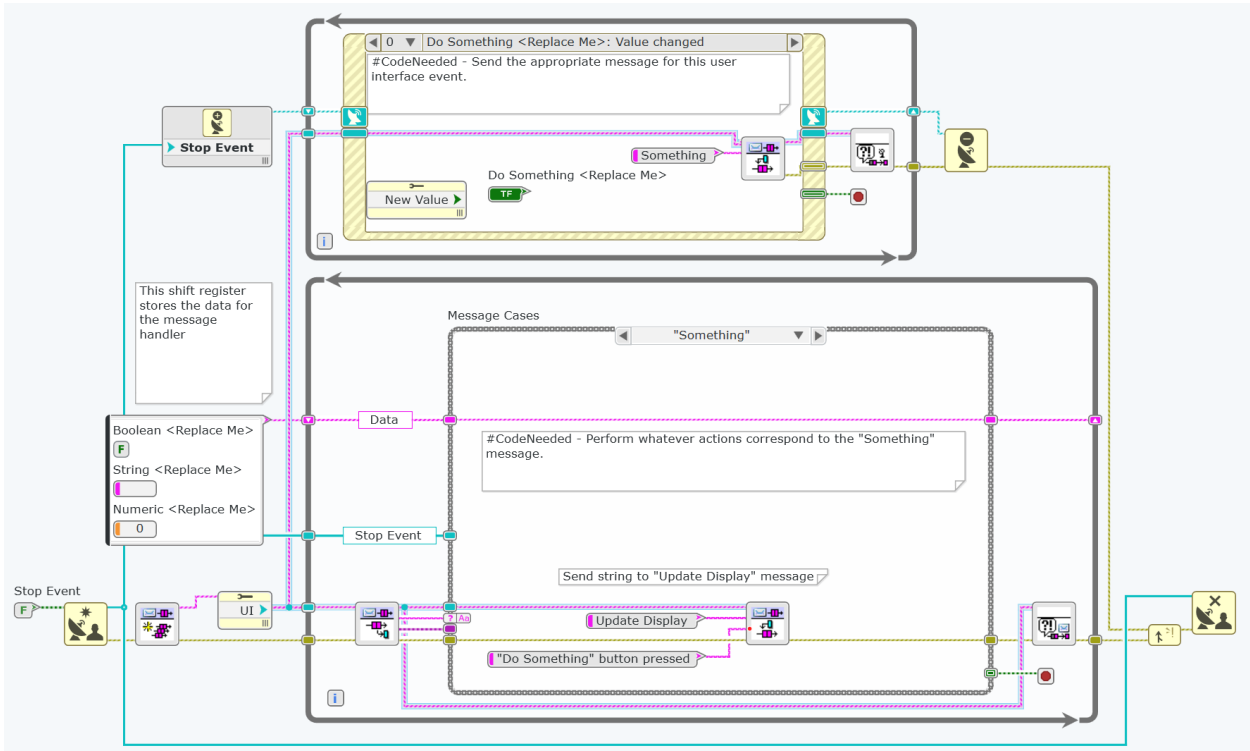 0 Do Something <Replace Me>: Value changed
#CodeNeeded - Send the appropriate message for this user
interface event.
Stop Event
Something
Do Something <Replace Me>
TF
New Value
i
This shift register
stores the data for
the message
handler
Message Cases
"Something"
Data
Boolean <Replace Me>
F
String <Replace Me>
Numeric <Replace Me>
0
#CodeNeeded - Perform whatever actions correspond to the "Something"
message.
Stop Event
Send string to "Update Display" message
Stop Event
F
UI
? Aa
Update Display
"Do Something" button pressed
i